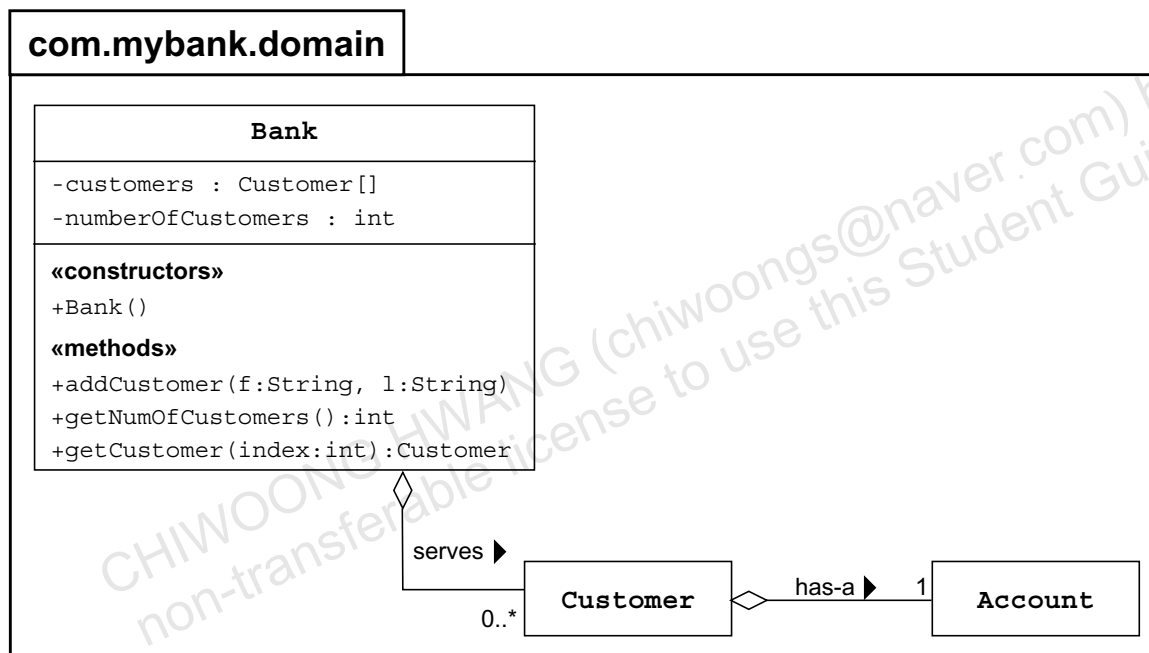 com.mybank.domain
Bank
-customers : Customer[]
-numberOfCustomers : int
«constructors»
+Bank()
«methods»
+addCustomer(f:String, l:String)
+getNumOfCustomers():int
+getCustomer(index:int):Customer
serves
0..*
Customer
has-a
1
Account
CHIWOONG HWANG (chiwoongs@naver.com) h
non-transferable license to use this Student Gui